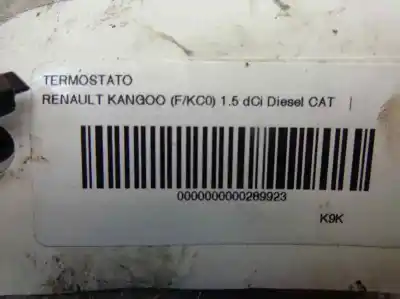 TERMOSTATO
RENAULT KANGOO (F/KC0) 1.5 dCi Diesel CAT |
0000000000289923
K9K